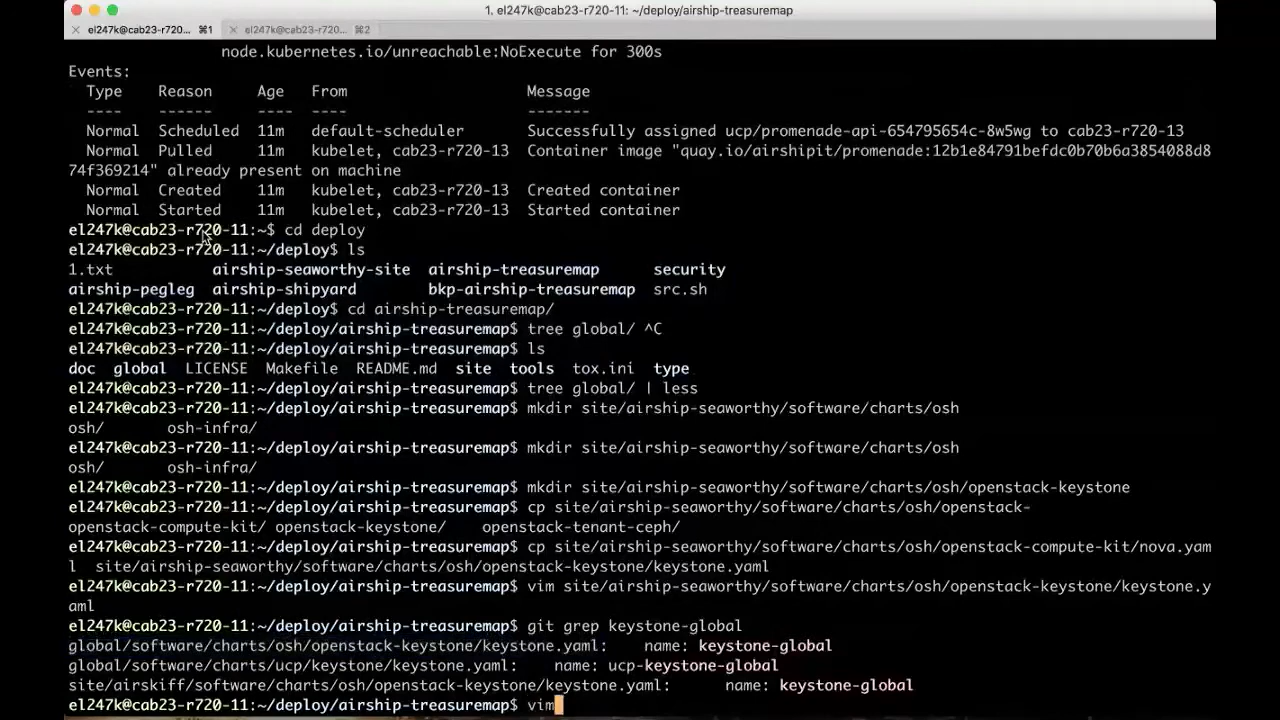 1. el247k@cab23-r720-11: ~/deploy/airship-treasuremap
el247k@cab23-r720... ⌘1 el247k@cab23-r720... ⌘2
node.kubernetes.io/unreachable:NoExecute for 300s
Events:
Type Reason Age From Message
---- ------ ---- ---- -------
Normal Scheduled 11m default-scheduler Successfully assigned ucp/promenade-api-654795654c-8w5wg to cab23-r720-13
Normal Pulled 11m kubelet, cab23-r720-13 Container image "quay.io/airshipit/promenade:12b1e84791befdc0b70b6a3854088d8
74f369214" already present on machine
Normal Created 11m kubelet, cab23-r720-13 Created container
Normal Started 11m kubelet, cab23-r720-13 Started container
el247k@cab23-r720-11:~$ cd deploy
el247k@cab23-r720-11:~/deploy$ ls
1.txt airship-seaworthy-site airship-treasuremap security
airship-pegleg airship-shipyard bkp-airship-treasuremap src.sh
el247k@cab23-r720-11:~/deploy$ cd airship-treasuremap/
el247k@cab23-r720-11:~/deploy/airship-treasuremap$ tree global/ ^C
el247k@cab23-r720-11:~/deploy/airship-treasuremap$ ls
doc global LICENSE Makefile README.md site tools tox.ini type
el247k@cab23-r720-11:~/deploy/airship-treasuremap$ tree global/ | less
el247k@cab23-r720-11:~/deploy/airship-treasuremap$ mkdir site/airship-seaworthy/software/charts/osh
osh/ osh-infra/
el247k@cab23-r720-11:~/deploy/airship-treasuremap$ mkdir site/airship-seaworthy/software/charts/osh
osh/ osh-infra/
el247k@cab23-r720-11:~/deploy/airship-treasuremap$ mkdir site/airship-seaworthy/software/charts/osh/openstack-keystone
el247k@cab23-r720-11:~/deploy/airship-treasuremap$ cp site/airship-seaworthy/software/charts/osh/openstack-
openstack-compute-kit/ openstack-keystone/ openstack-tenant-ceph/
el247k@cab23-r720-11:~/deploy/airship-treasuremap$ cp site/airship-seaworthy/software/charts/osh/openstack-compute-kit/nova.yam
l site/airship-seaworthy/software/charts/osh/openstack-keystone/keystone.yaml
el247k@cab23-r720-11:~/deploy/airship-treasuremap$ vim site/airship-seaworthy/software/charts/osh/openstack-keystone/keystone.y
aml
el247k@cab23-r720-11:~/deploy/airship-treasuremap$ git grep keystone-global
global/software/charts/osh/openstack-keystone/keystone.yaml: name: keystone-global
global/software/charts/ucp/keystone/keystone.yaml: name: ucp-keystone-global
site/airskiff/software/charts/osh/openstack-keystone/keystone.yaml: name: keystone-global
el247k@cab23-r720-11:~/deploy/airship-treasuremap$ vim